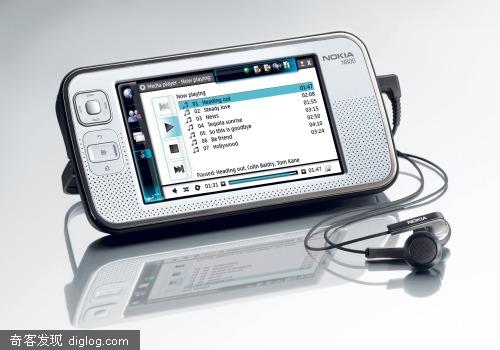 NOKIA
N800
Media player - Now playing
Now playing
01 Heading out 01:47
02 Steady love 02:08
03 News 01:55
04 Tequila sunrise 03:15
05 So this is goodbye 02:50
06 Be friend 04:10
07 Hollywood 03:24
Paused: Heading out, Colin Baldry, Tom Kane
01:31
01:47
NOKIA
奇客发现 diglog.com